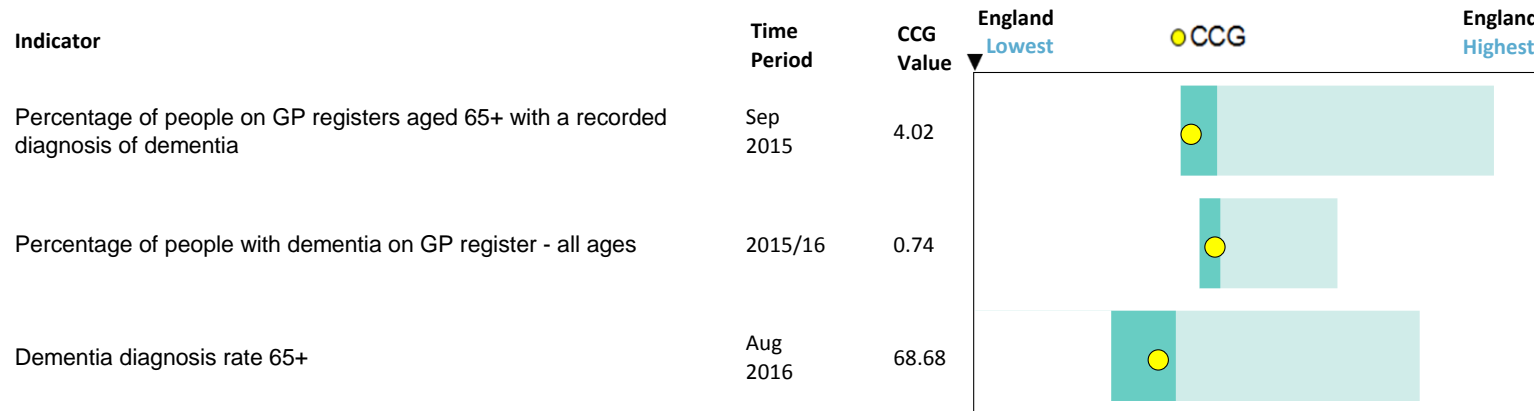 Indicator
Time
Period
CCG
Value
England
Lowest
CCG
England
Highest
Percentage of people on GP registers aged 65+ with a recorded
diagnosis of dementia
Sep
2015
4.02
Percentage of people with dementia on GP register - all ages
2015/16
0.74
Dementia diagnosis rate 65+
Aug
2016
68.68